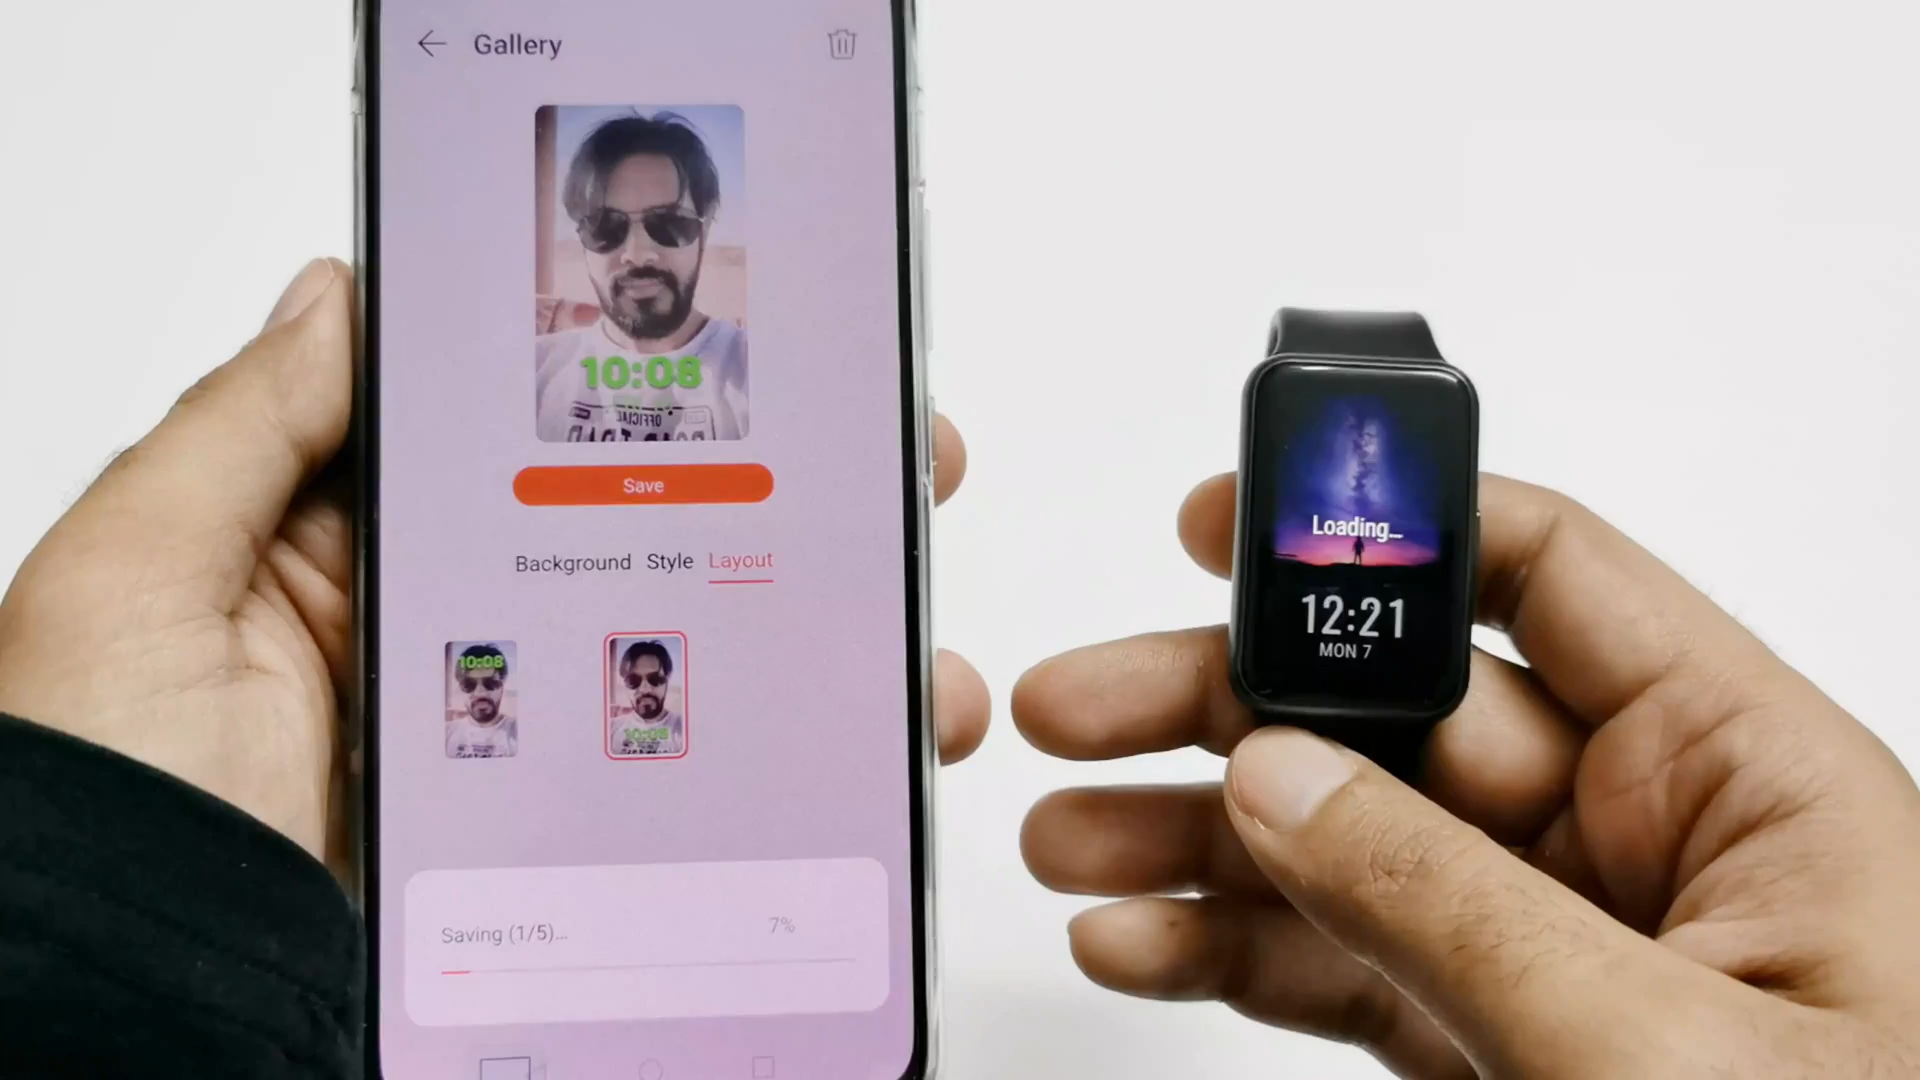 Gallery
10:08
OFFICIAL
Save
Background Style Layout
10:08
10:08
Saving (1/5)... 7%
Loading...
12:21
MON 7